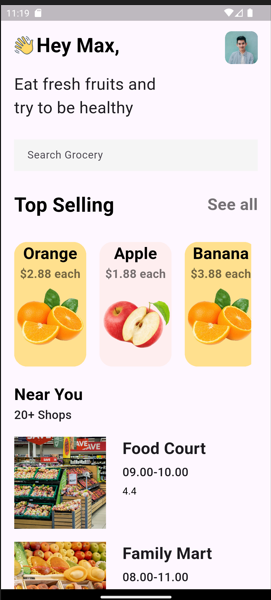 11:19
👋Hey Max,
Eat fresh fruits and
try to be healthy
Search Grocery
Top Selling See all
Orange Apple Banana
$2.88 each $1.88 each $3.88 each
Near You
20+ Shops
SAVE SAVE
Food Court
09.00-10.00
4.4
Family Mart
08.00-11.00